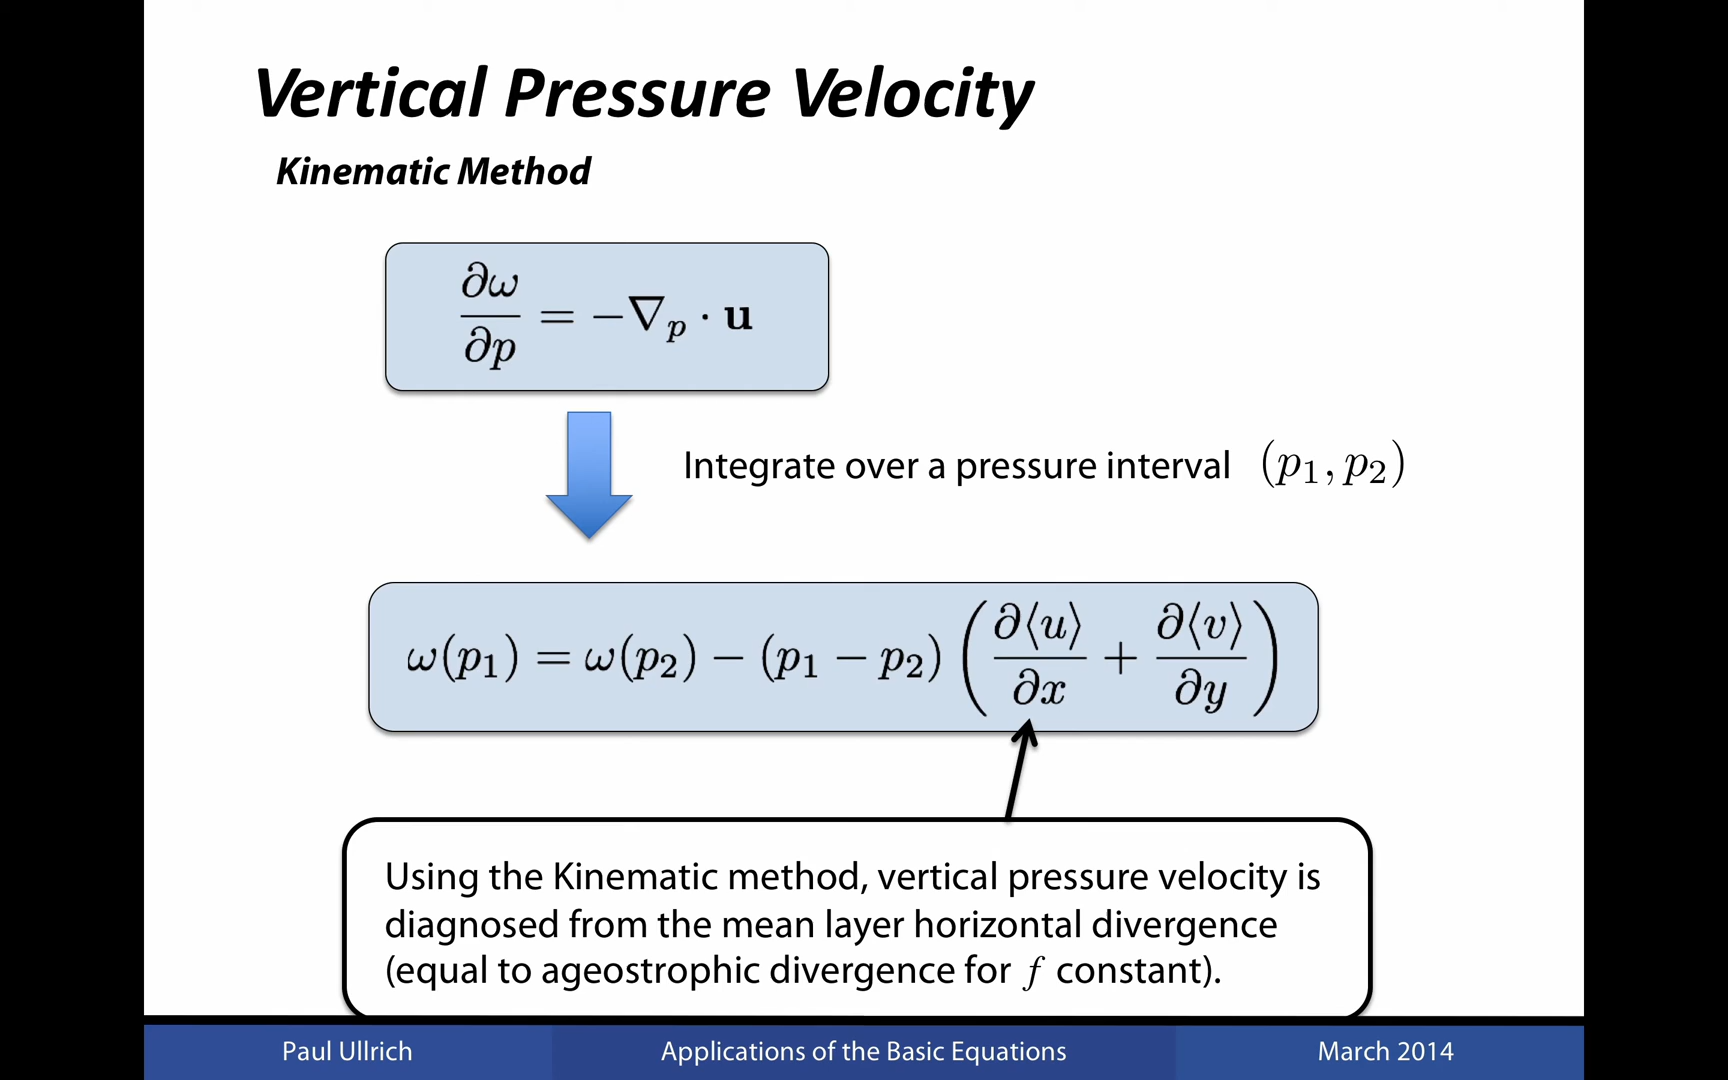 Vertical Pressure Velocity
Kinematic Method
∂ω/∂p = −∇ₚ · 𝐮
Integrate over a pressure interval (p₁, p₂)
ω(p₁) = ω(p₂) − (p₁ − p₂) (∂⟨u⟩/∂x + ∂⟨v⟩/∂y)
Using the Kinematic method, vertical pressure velocity is
diagnosed from the mean layer horizontal divergence
(equal to ageostrophic divergence for f constant).
Paul Ullrich
Applications of the Basic Equations
March 2014